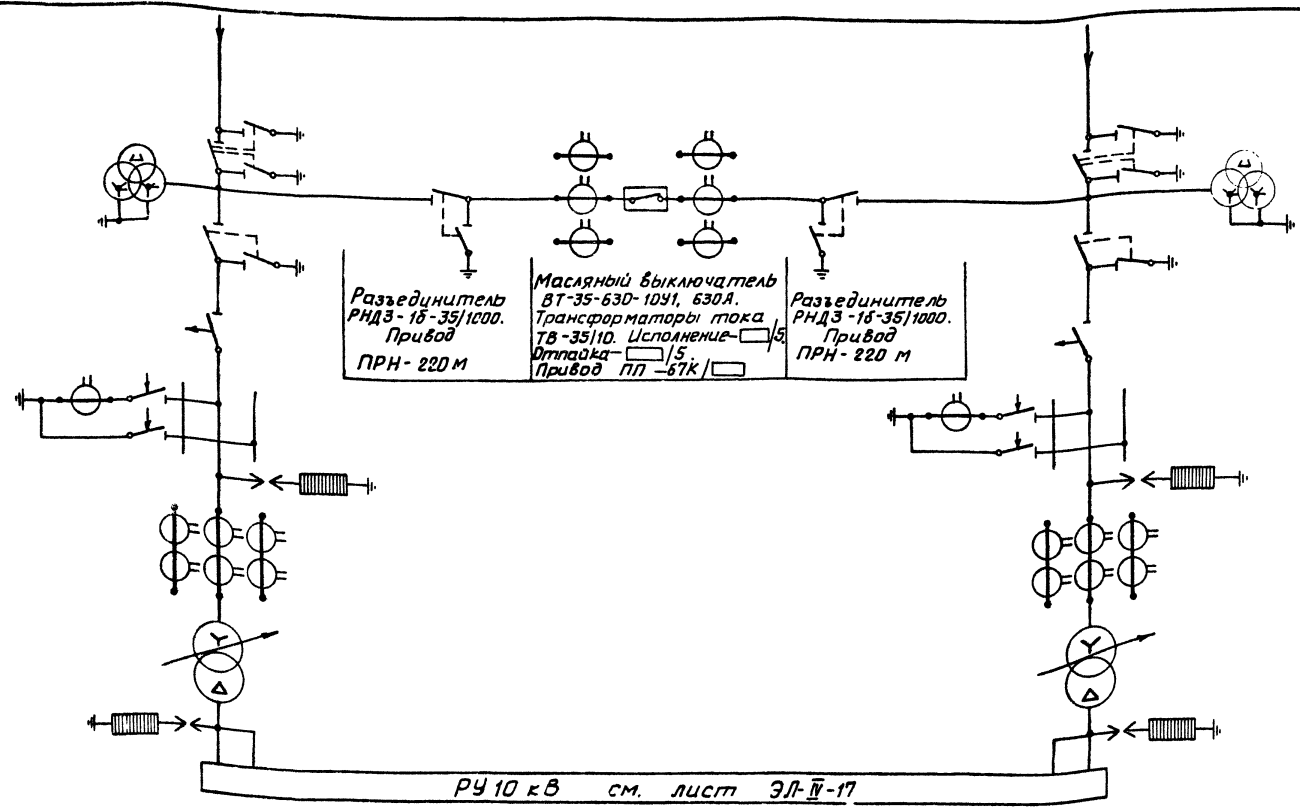 Разъединитель
РНДЗ-1б-35/1000.
Привод
ПРН-220М
Масляный выключатель
ВТ-35-630-10У1, 630А.
Трансформаторы тока
ТВ-35/10. Исполнение- /5.
Отпайка- /5.
Привод ПП-67К/
Разъединитель
РНДЗ-1б-35/1000.
Привод
ПРН-220М
РУ 10 кВ см. лист ЭЛ-IV-17